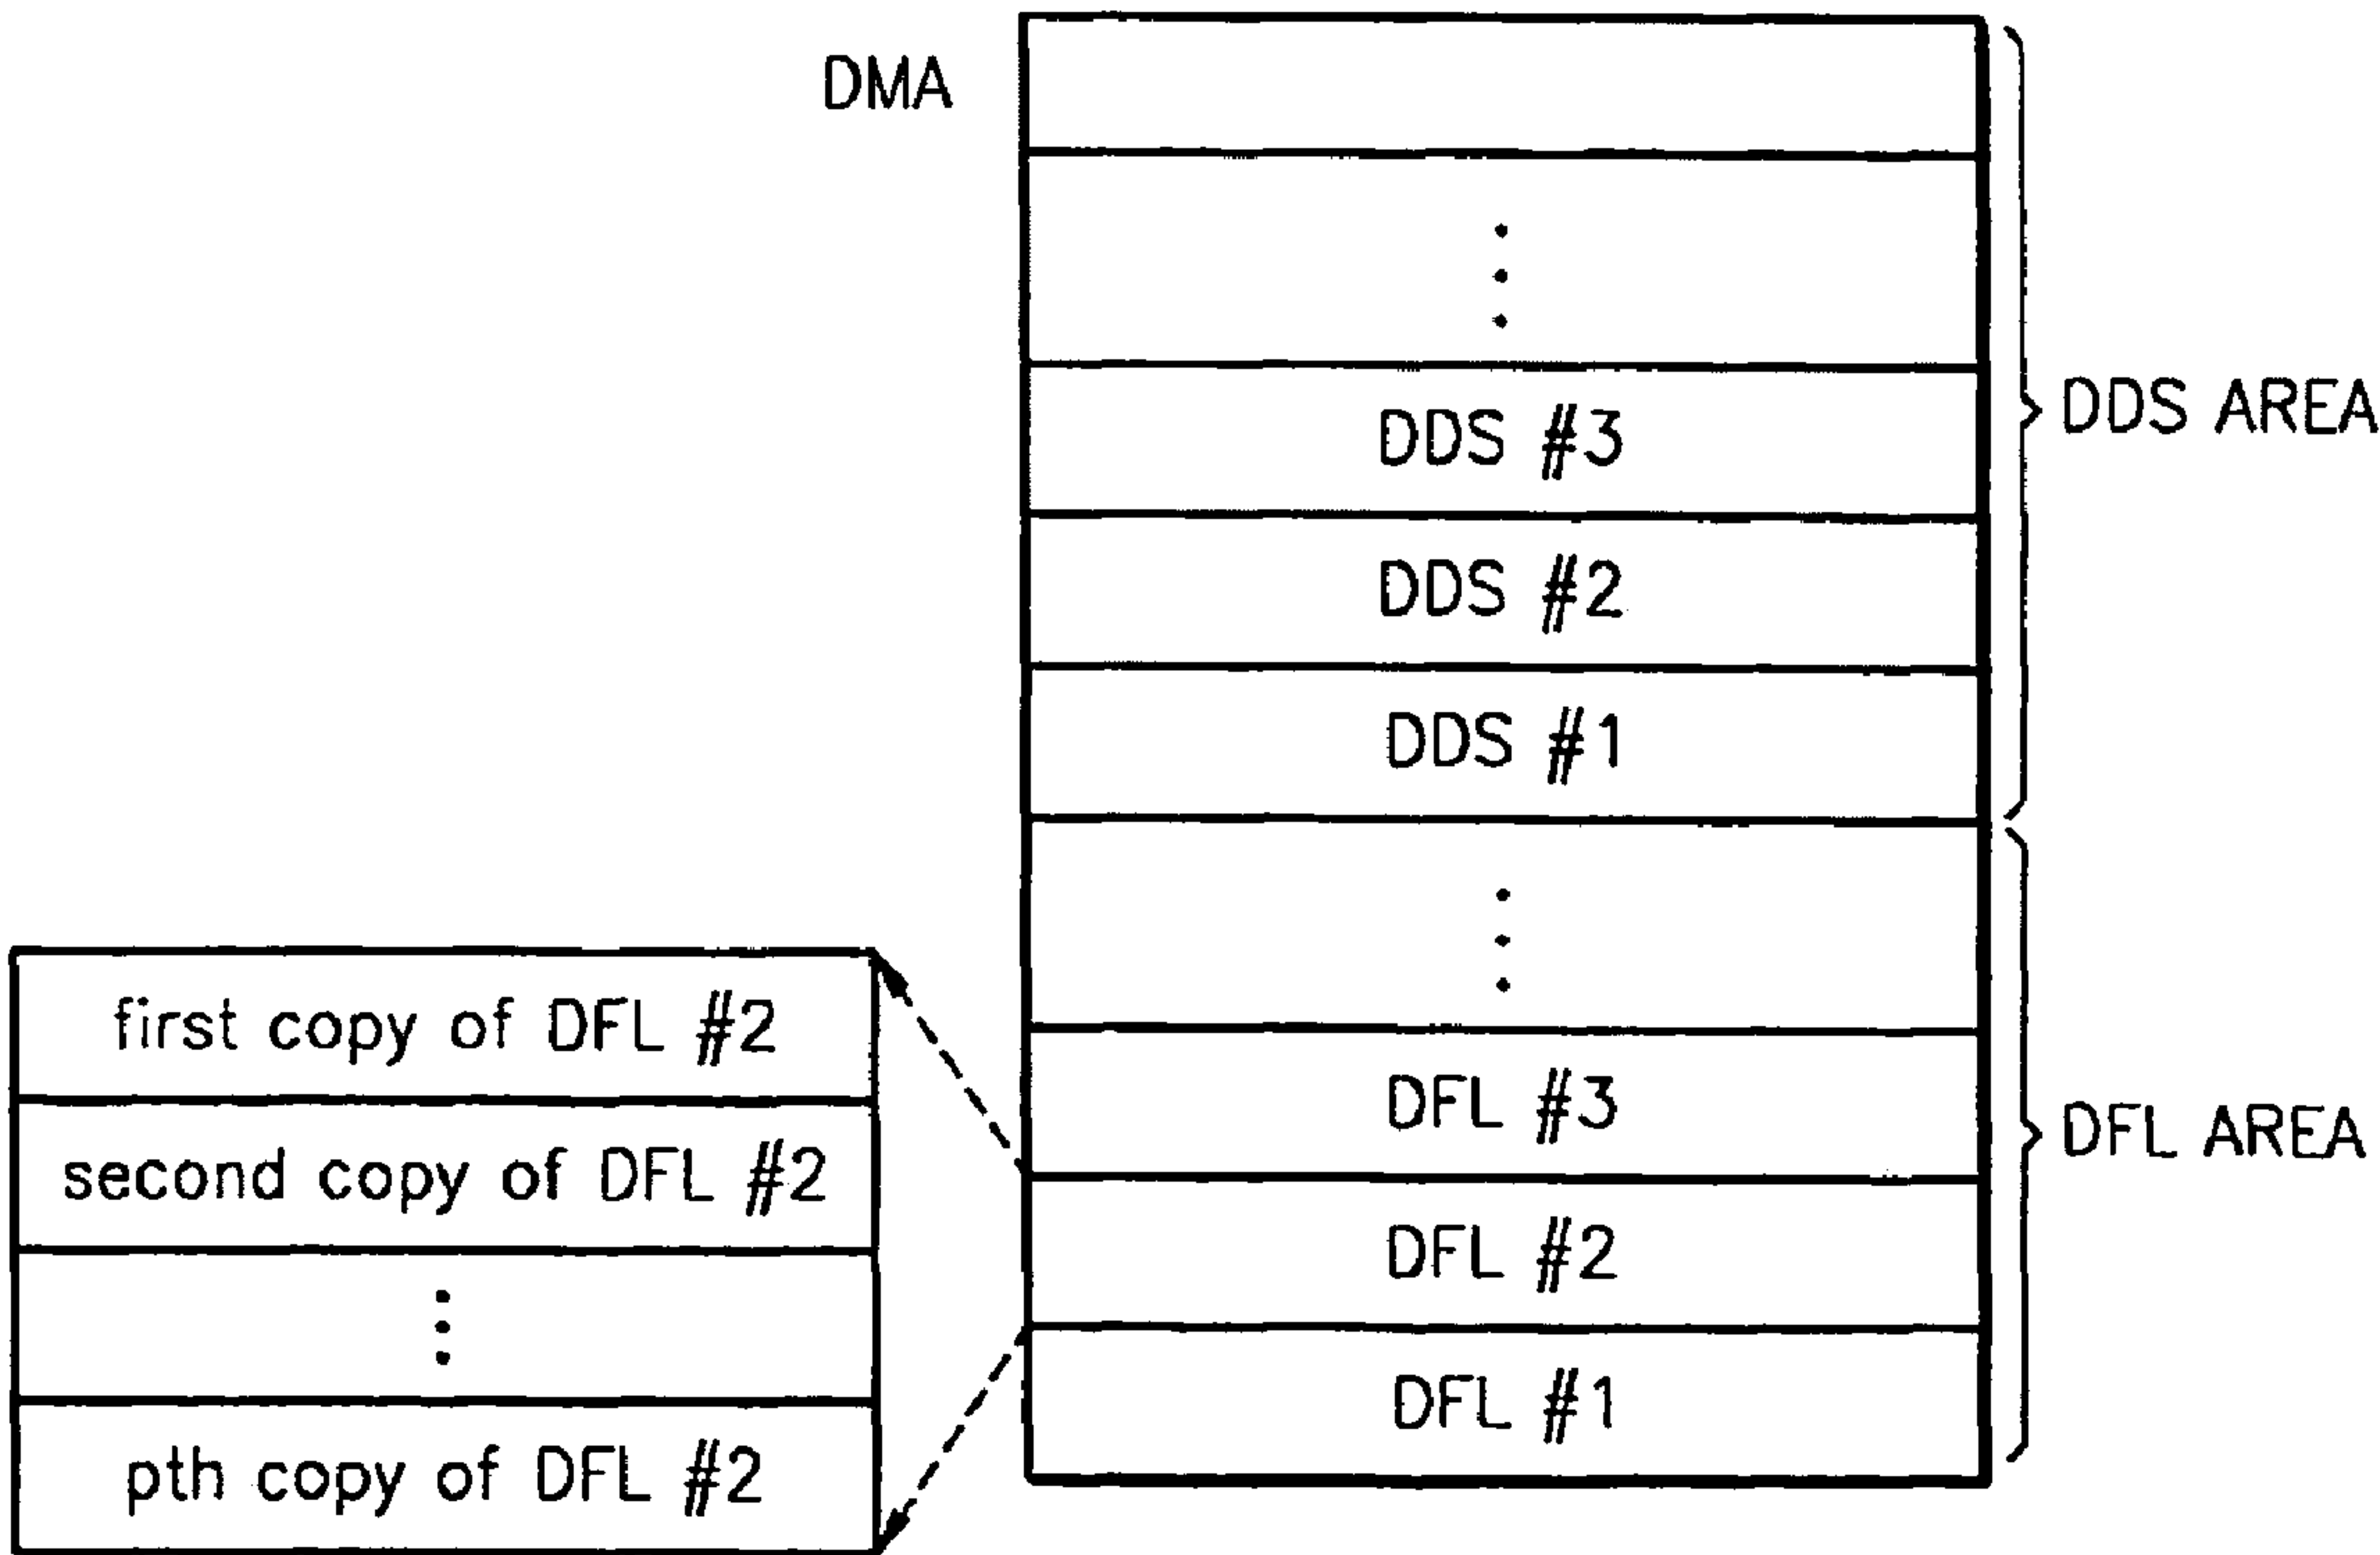 DMA
DDS #3
DDS #2
DDS #1
DDS AREA
DFL #3
DFL #2
DFL #1
DFL AREA
first copy of DFL #2
second copy of DFL #2
pth copy of DFL #2